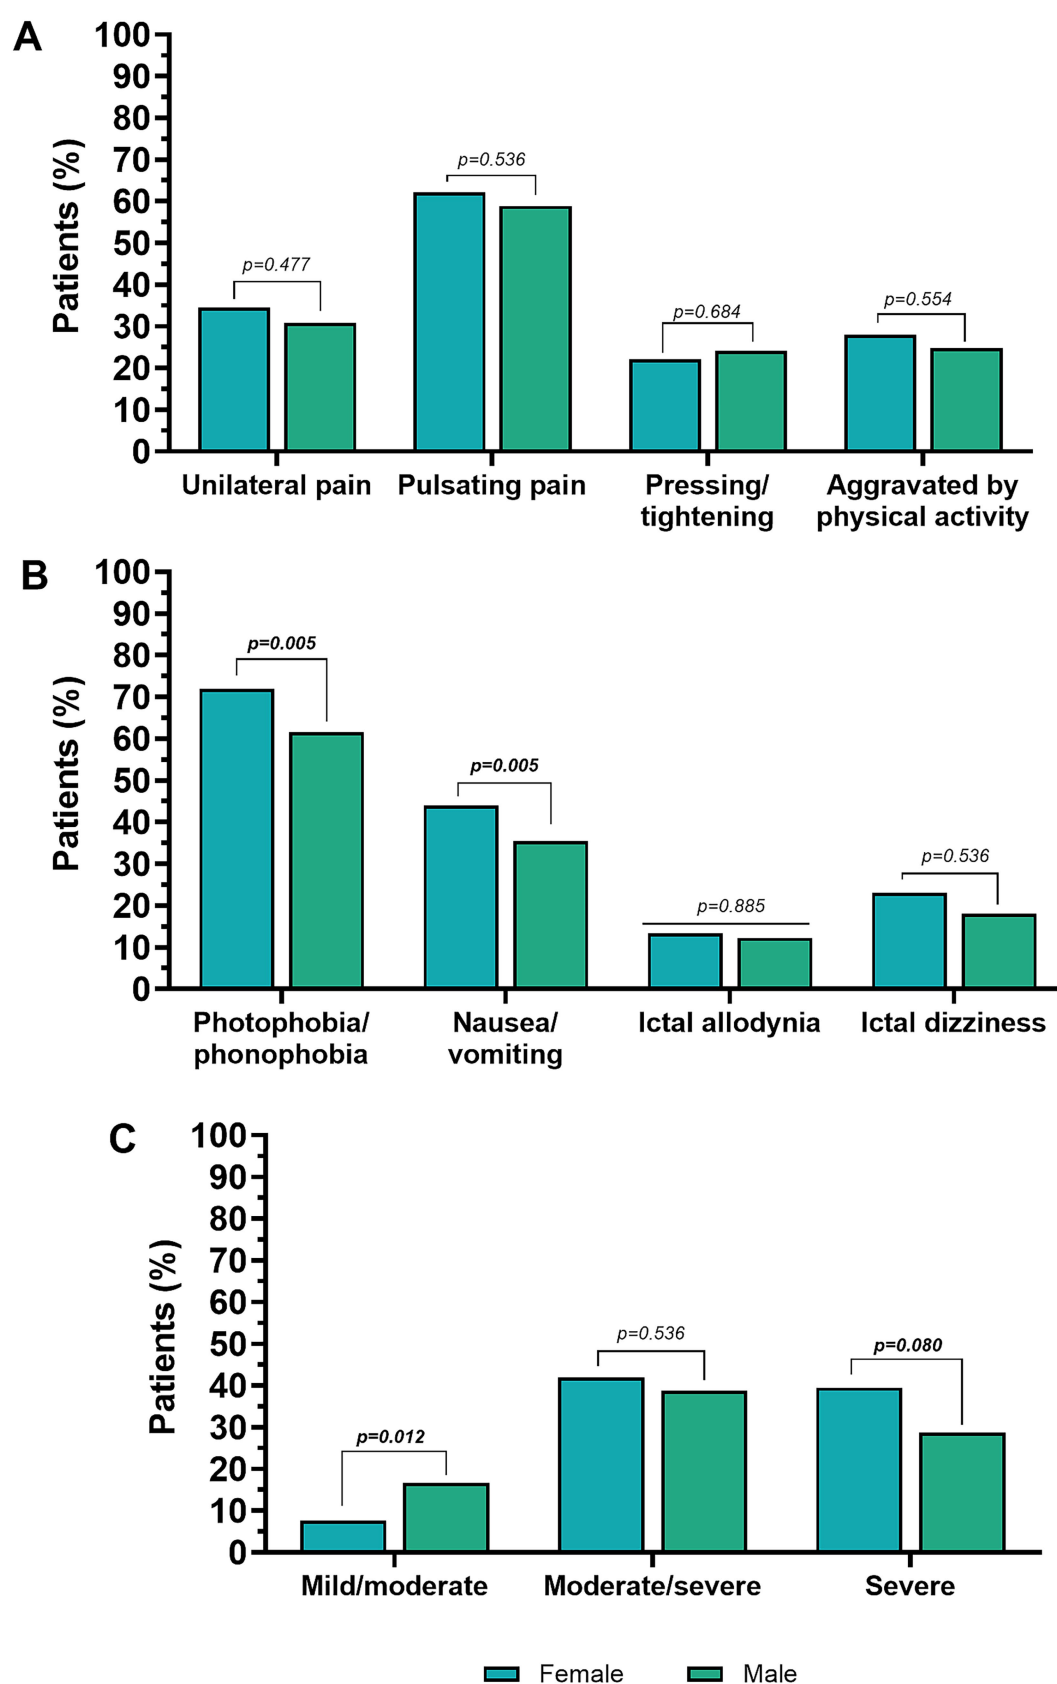 A
100
90
80
70
60
50
40
30
20
10
0
Patients (%)
p=0.477
p=0.536
p=0.684
p=0.554
Unilateral pain
Pulsating pain
Pressing/
tightening
Aggravated by
physical activity
B
100
90
80
70
60
50
40
30
20
10
0
Patients (%)
p=0.005
p=0.005
p=0.885
p=0.536
Photophobia/
phonophobia
Nausea/
vomiting
Ictal allodynia
Ictal dizziness
C
100
90
80
70
60
50
40
30
20
10
0
Patients (%)
p=0.012
p=0.536
p=0.080
Mild/moderate
Moderate/severe
Severe
Female
Male